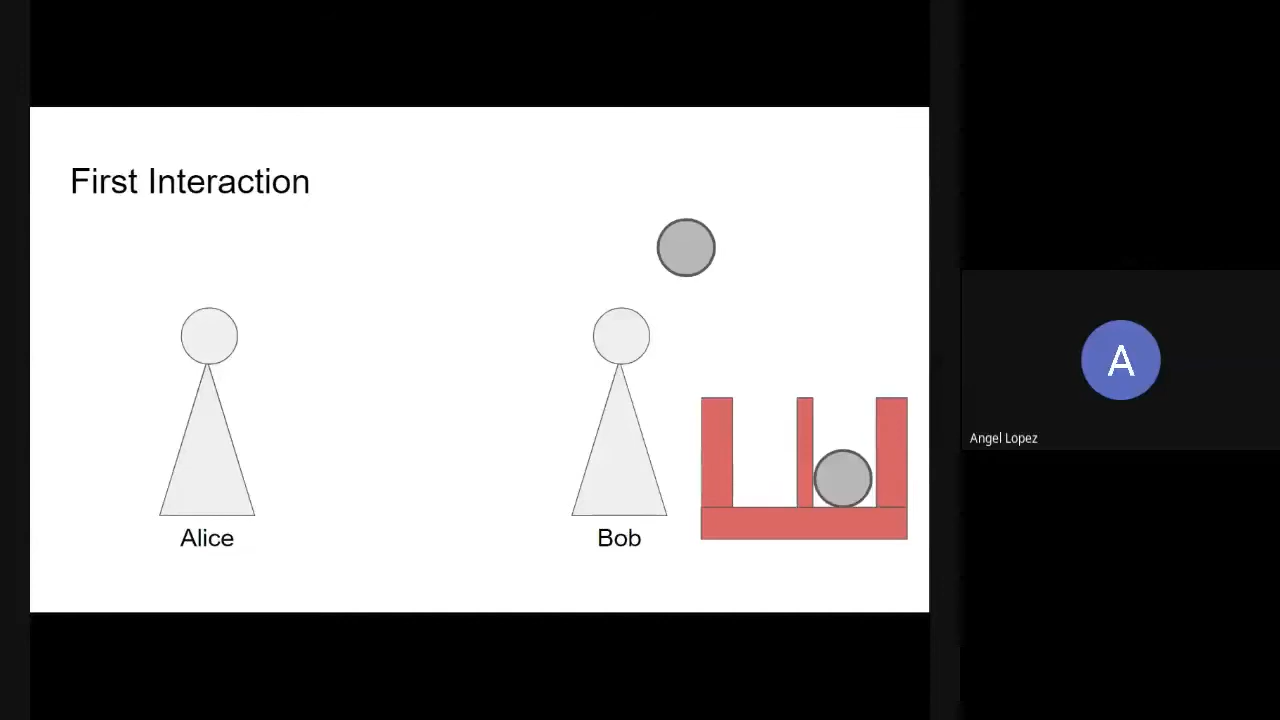 First Interaction
Alice
Bob
A
Angel Lopez